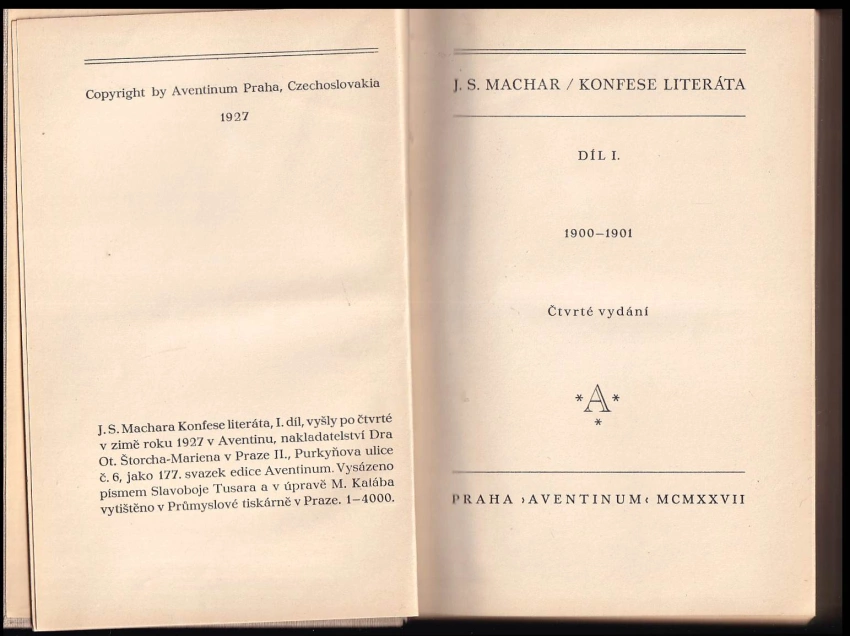 Copyright by Aventinum Praha, Czechoslovakia
1927
J. S. Machara Konfese literáta, I. díl, vyšly po čtvrté
v zimě roku 1927 v Aventinu, nakladatelství Dra
Ot. Štorcha-Mariena v Praze II., Purkyňova ulice
č. 6, jako 177. svazek edice Aventinum. Vysázeno
písmem Slavoboje Tusara a v úpravě M. Kalába
vytištěno v Průmyslové tiskárně v Praze. 1–4000.
J. S. MACHAR / KONFESE LITERÁTA
DÍL I.
1900–1901
Čtvrté vydání
*A*
*
PRAHA ›AVENTINUM‹ MCMXXVII